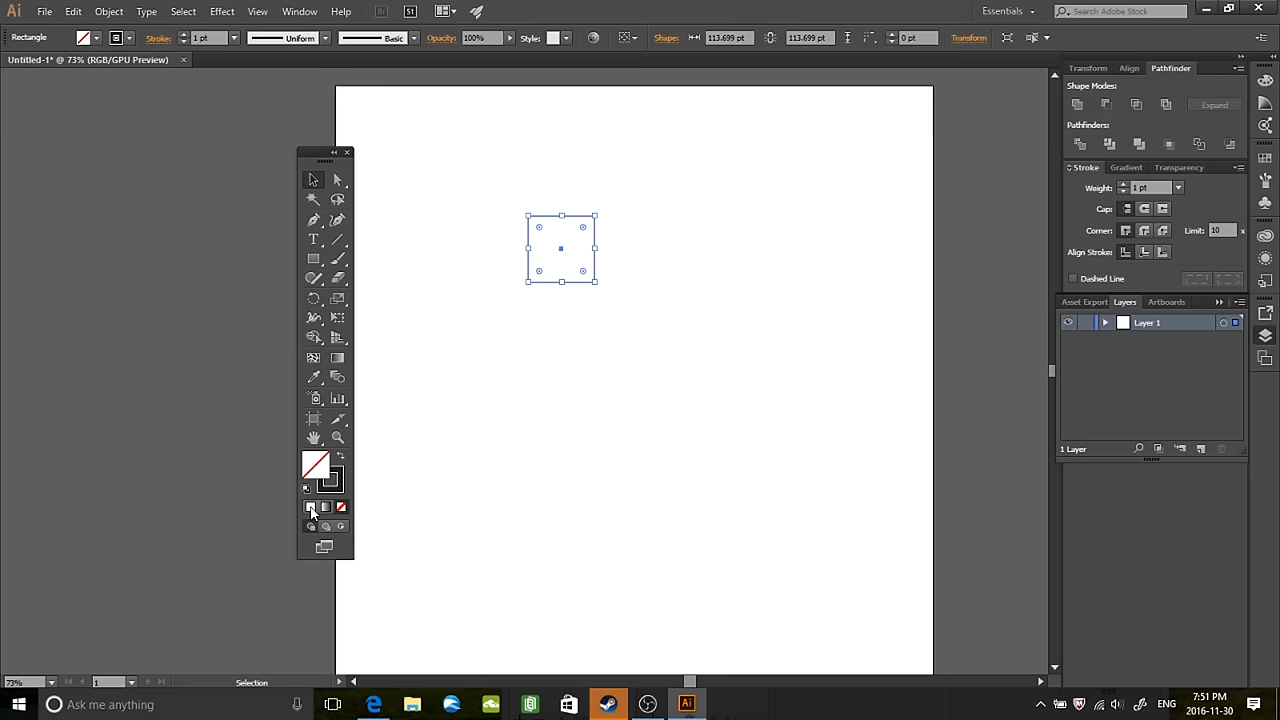 Ai File Edit Object Type Select Effect View Window Help Br St Essentials Search Adobe Stock
Rectangle Stroke: 1 pt Uniform Basic Opacity: 100% Style: Shape: 113.699 pt 113.699 pt 0 pt Transform
Untitled-1* @ 73% (RGB/GPU Preview)
Transform Align Pathfinder
Shape Modes:
Expand
Pathfinders:
Stroke Gradient Transparency
Weight: 1 pt
Cap:
Corner: Limit: 10 x
Align Stroke:
Dashed Line
Asset Export Layers Artboards
Layer 1
1 Layer
73% 1 Selection
Ask me anything Ai ENG 7:51 PM
2016-11-30